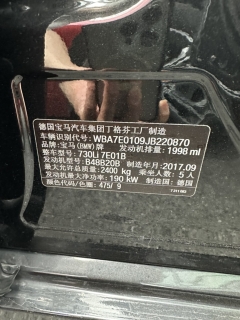 德国宝马汽车集团丁格芬工厂制造
车辆识别代号: WBA7E0109JB220870
品牌: 宝马(BMW) 发动机排量: 1998 ml
整车型号: 730Li 7E01B
发动机型号: B48B20B 制造年月: 2017.09
最大允许总质量: 2400 kg 乘坐人数: 5 人
发动机最大净功率: 190 kW 制造国: 德国
颜色代码/色圈: 475/ 9